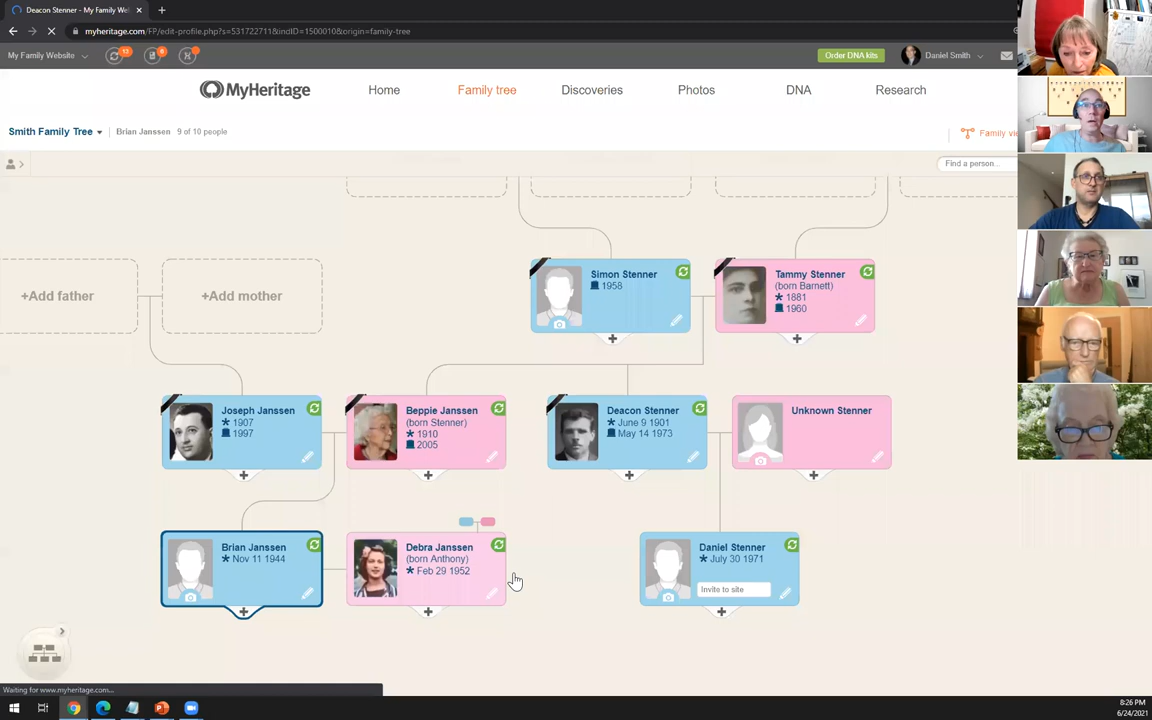 Deacon Stenner - My Family We
myheritage.com/FP/edit-profile.php?s=531722711&indID=1500010&origin=family-tree
My Family Website
13
6
Order DNA kits
Daniel Smith
MyHeritage
Home
Family tree
Discoveries
Photos
DNA
Research
Smith Family Tree
Brian Janssen
9 of 10 people
Family vi
Find a person...
+Add father
+Add mother
Simon Stenner
1958
Tammy Stenner
(born Barnett)
1881
1960
Joseph Janssen
1907
1997
Beppie Janssen
(born Stenner)
1910
2005
Deacon Stenner
June 9 1901
May 14 1973
Unknown Stenner
Brian Janssen
Nov 11 1944
Debra Janssen
(born Anthony)
Feb 29 1952
Daniel Stenner
July 30 1971
Invite to site
Waiting for www.myheritage.com...
8:26 PM
6/24/2021